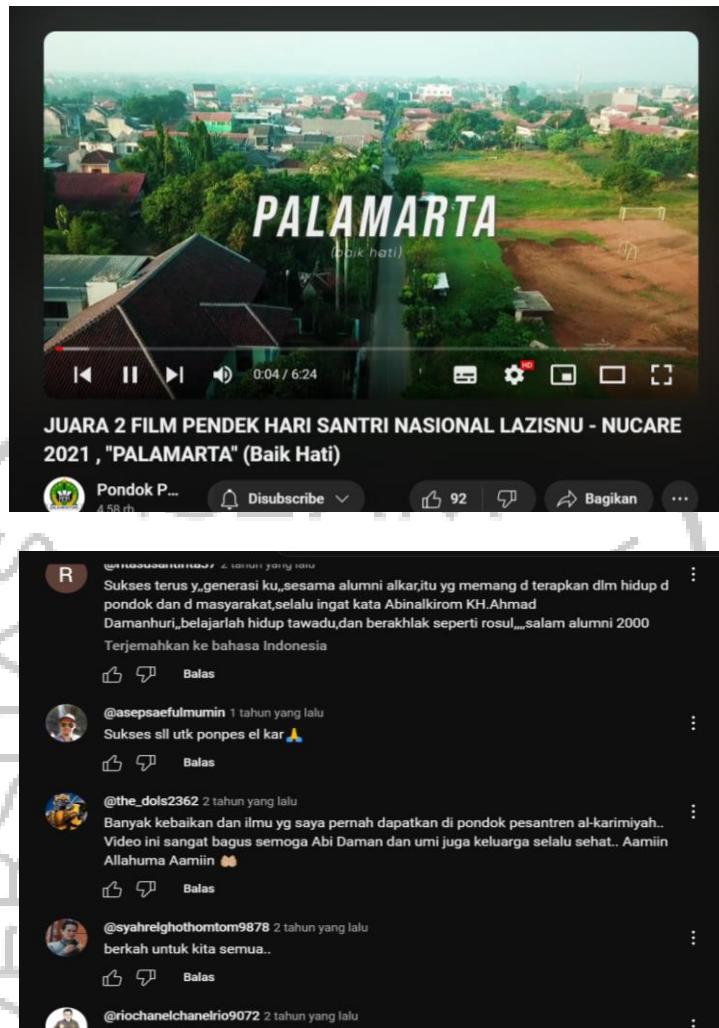 PALAMARTA
(baik hati)
0:04 / 6:24
HD
JUARA 2 FILM PENDEK HARI SANTRI NASIONAL LAZISNU - NUCARE
2021 , "PALAMARTA" (Baik Hati)
Pondok P...
4,58 rb
Disubscribe
92
Bagikan
R
2 tahun yang lalu
Sukses terus y,,generasi ku,,sesama alumni alkar,itu yg memang d terapkan dlm hidup d
pondok dan d masyarakat,selalu ingat kata Abinalkirom KH.Ahmad
Damanhuri,,belajarlah hidup tawadu,dan berakhlak seperti rosul,,,,salam alumni 2000
Terjemahkan ke bahasa Indonesia
Balas
@asepsaefulmumin 1 tahun yang lalu
Sukses sll utk ponpes el kar🙏
Balas
@the_dols2362 2 tahun yang lalu
Banyak kebaikan dan ilmu yg saya pernah dapatkan di pondok pesantren al-karimiyah..
Video ini sangat bagus semoga Abi Daman dan umi juga keluarga selalu sehat.. Aamiin
Allahuma Aamiin 🤲🏼
Balas
@syahrelghothomtom9878 2 tahun yang lalu
berkah untuk kita semua..
Balas
@riochanelchanelrio9072 2 tahun yang lalu